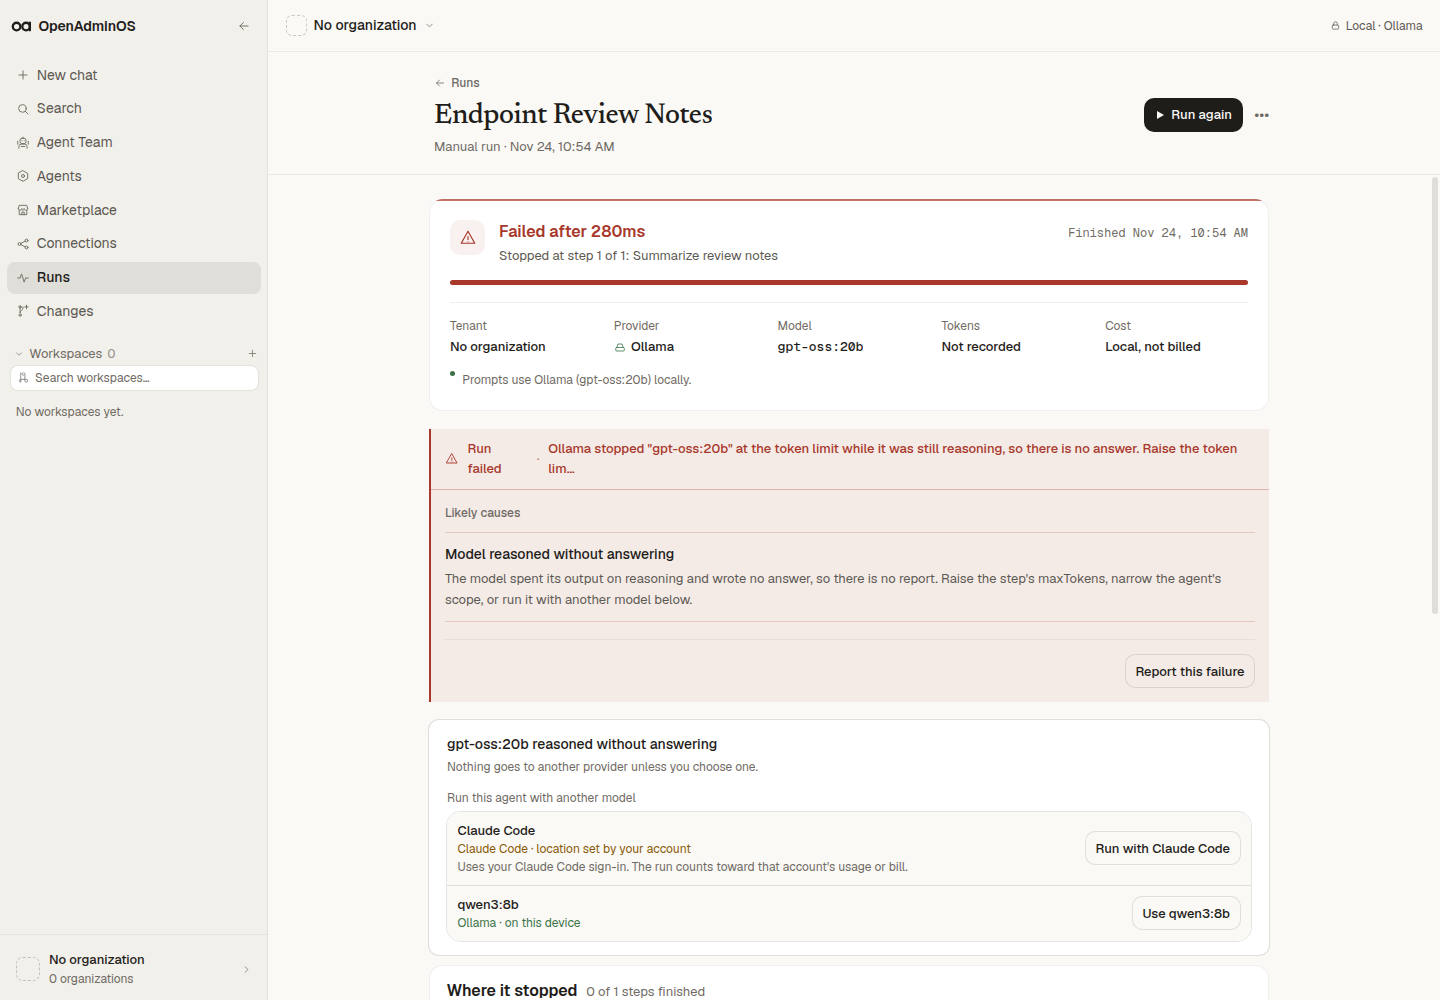 OpenAdminOS
New chat
Search
Agent Team
Agents
Marketplace
Connections
Runs
Changes
Workspaces 0
Search workspaces...
No workspaces yet.
No organization
0 organizations
No organization
Local · Ollama
Runs
Endpoint Review Notes
Manual run · Nov 24, 10:54 AM
Run again
Failed after 280ms
Finished Nov 24, 10:54 AM
Stopped at step 1 of 1: Summarize review notes
Tenant
Provider
Model
Tokens
Cost
No organization
Ollama
gpt-oss:20b
Not recorded
Local, not billed
Prompts use Ollama (gpt-oss:20b) locally.
Run
failed
·
Ollama stopped "gpt-oss:20b" at the token limit while it was still reasoning, so there is no answer. Raise the token
lim...
Likely causes
Model reasoned without answering
The model spent its output on reasoning and wrote no answer, so there is no report. Raise the step's maxTokens, narrow the agent's
scope, or run it with another model below.
Report this failure
gpt-oss:20b reasoned without answering
Nothing goes to another provider unless you choose one.
Run this agent with another model
Claude Code
Claude Code · location set by your account
Uses your Claude Code sign-in. The run counts toward that account's usage or bill.
Run with Claude Code
qwen3:8b
Ollama · on this device
Use qwen3:8b
Where it stopped 0 of 1 steps finished